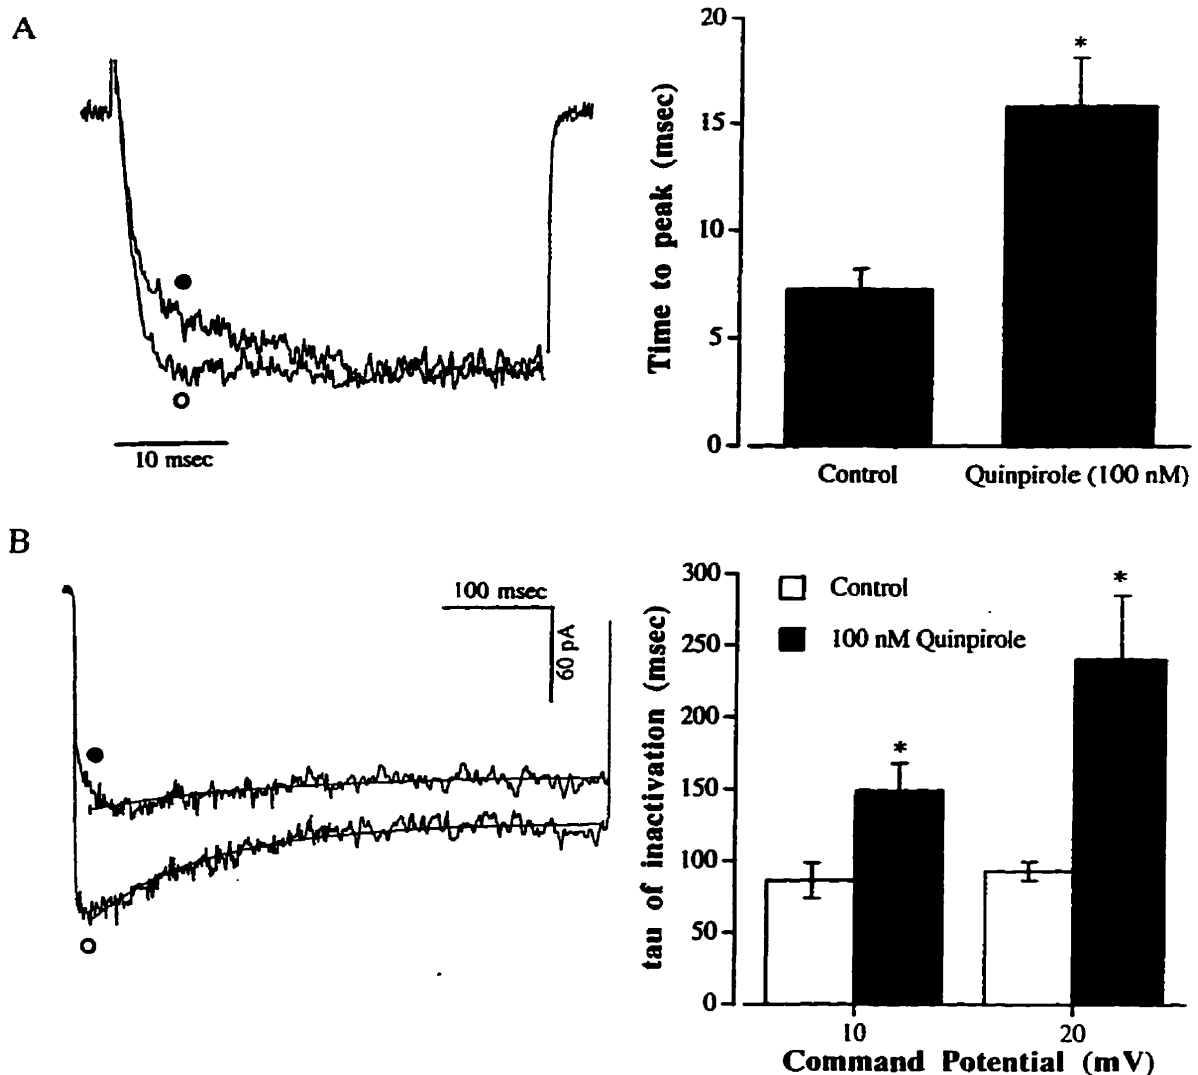 A
10 msec
Time to peak (msec)
20
15
10
5
0
*
Control
Quinpirole (100 nM)
B
100 msec
60 pA
tau of inactivation (msec)
300
250
200
150
100
50
0
Control
100 nM Quinpirole
*
*
10
20
Command Potential (mV)